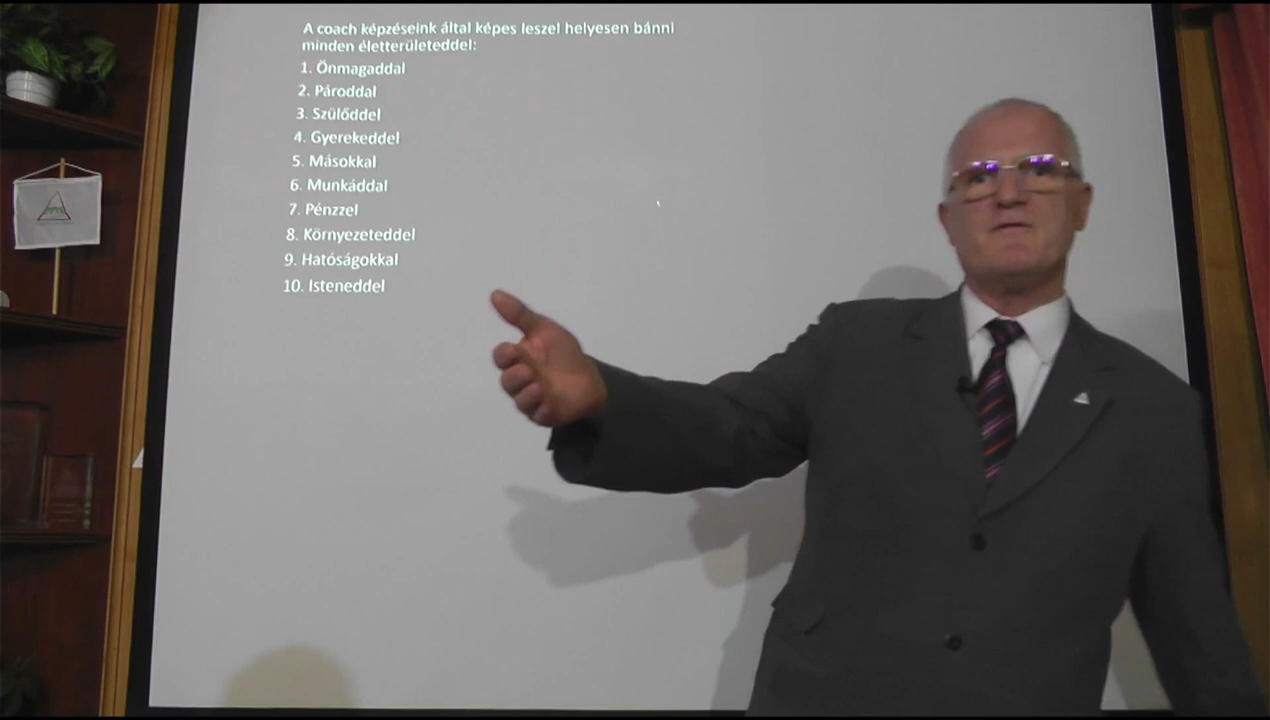 A coach képzéseink által képes leszel helyesen bánni
minden életterületeddel:
1. Önmagaddal
2. Pároddal
3. Szülőddel
4. Gyerekeddel
5. Másokkal
6. Munkáddal
7. Pénzzel
8. Környezeteddel
9. Hatóságokkal
10. Isteneddel